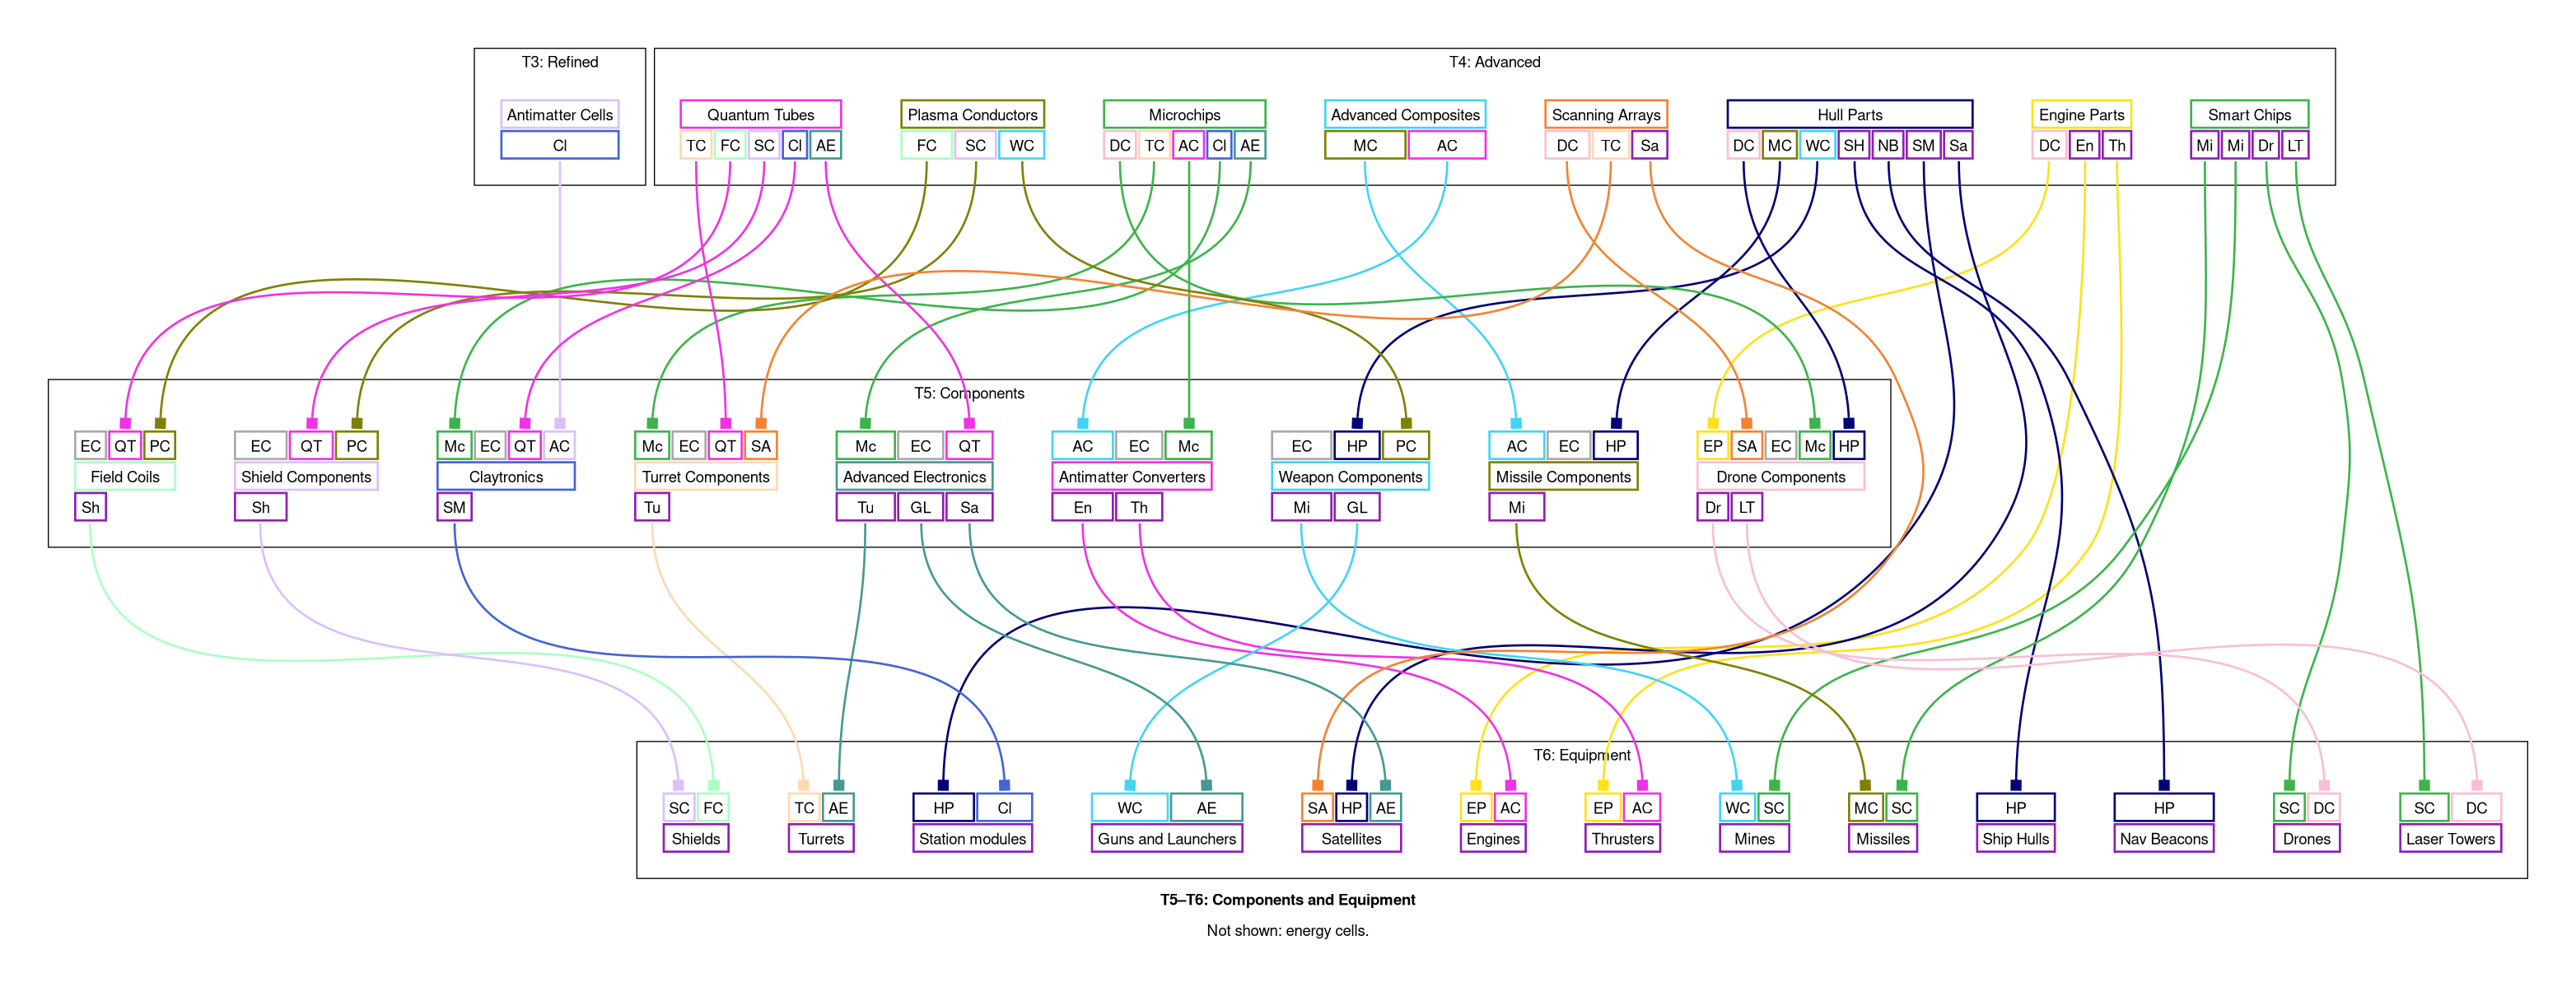 T3: Refined
T4: Advanced
Antimatter Cells
Quantum Tubes
Plasma Conductors
Microchips
Advanced Composites
Scanning Arrays
Hull Parts
Engine Parts
Smart Chips
Cl
TC FC SC Cl AE
FC SC WC
DC TC AC Cl AE
MC AC
DC TC Sa
DC MC WC SH NB SM Sa
DC En Th
Mi Mi Dr LT
T5: Components
EC QT PC
EC QT PC
Mc EC QT AC
Mc EC QT SA
Mc EC QT
AC EC Mc
EC HP PC
AC EC HP
EP SA EC Mc HP
Field Coils
Shield Components
Claytronics
Turret Components
Advanced Electronics
Antimatter Converters
Weapon Components
Missile Components
Drone Components
Sh
Sh
SM
Tu
Tu GL Sa
En Th
Mi GL
Mi
Dr LT
T6: Equipment
SC FC
TC AE
HP Cl
WC AE
SA HP AE
EP AC
EP AC
WC SC
MC SC
HP
HP
SC DC
SC DC
Shields
Turrets
Station modules
Guns and Launchers
Satellites
Engines
Thrusters
Mines
Missiles
Ship Hulls
Nav Beacons
Drones
Laser Towers
T5–T6: Components and Equipment
Not shown: energy cells.